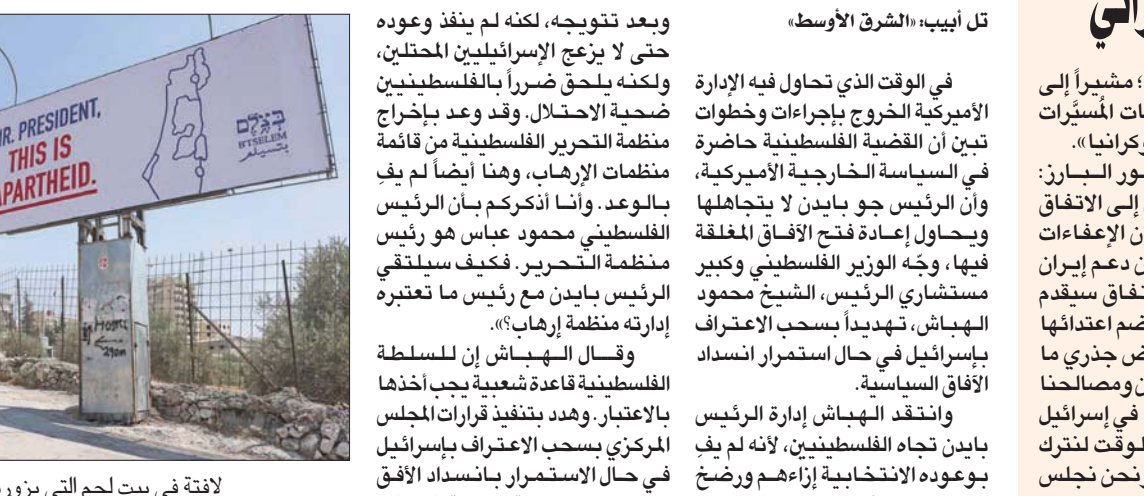 رالي
؛ مشيراً إلى
ات المُسيَّرات
وكرانيا».
ـور الـبـارز:
إلى الاتفاق
ن الإعفاءات
ن دعم إيران
تفاق سيقدم
ضم اعتدائها
ض جذري ما
ن ومصالحنا
في إسرائيل
لوقت لنترك
نحن نجلس
تل أبيب: «الشرق الأوسط»
في الوقت الذي تحاول فيه الإدارة
الأميركية الخروج بإجراءات وخطوات
تبين أن القضية الفلسطينية حاضرة
في السياسة الخارجية الأميركية،
وأن الرئيس جو بايدن لا يتجاهلها
ويحاول إعادة فتح الآفاق المغلقة
فيها، وجّه الوزير الفلسطيني وكبير
مستشاري الرئيس، الشيخ محمود
الهباش، تهديداً بسحب الاعتراف
بإسرائيل في حال استمرار انسداد
الآفاق السياسية.
وانتقد الهباش إدارة الرئيس
بايدن تجاه الفلسطينيين، لأنه لم يفِ
بوعوده الانتخابية إزاءهم ورضخ
وبعد تتويجه، لكنه لم ينفذ وعوده
حتى لا يزعج الإسرائيليين المحتلين،
ولكنه يلحق ضرراً بالفلسطينيين
ضحية الاحتلال. وقد وعد بإخراج
منظمة التحرير الفلسطينية من قائمة
منظمات الإرهاب، وهنا أيضاً لم يفِ
بالوعد. وأنا أذكركم بأن الرئيس
الفلسطيني محمود عباس هو رئيس
منظمة التحرير. فكيف سيلتقي
الرئيس بايدن مع رئيس ما تعتبره
إدارته منظمة إرهاب؟».
وقال الهباش إن للسلطة
الفلسطينية قاعدة شعبية يجب أخذها
بالاعتبار. وهدد بتنفيذ قرارات المجلس
المركزي بسحب الاعتراف بإسرائيل
في حال الاستمرار بانسداد الأفق
MR. PRESIDENT,
THIS IS
APARTHEID.
בצלם
B'TSELEM
بتسيلم
290m
لافتة في بيت لحم التي يزور